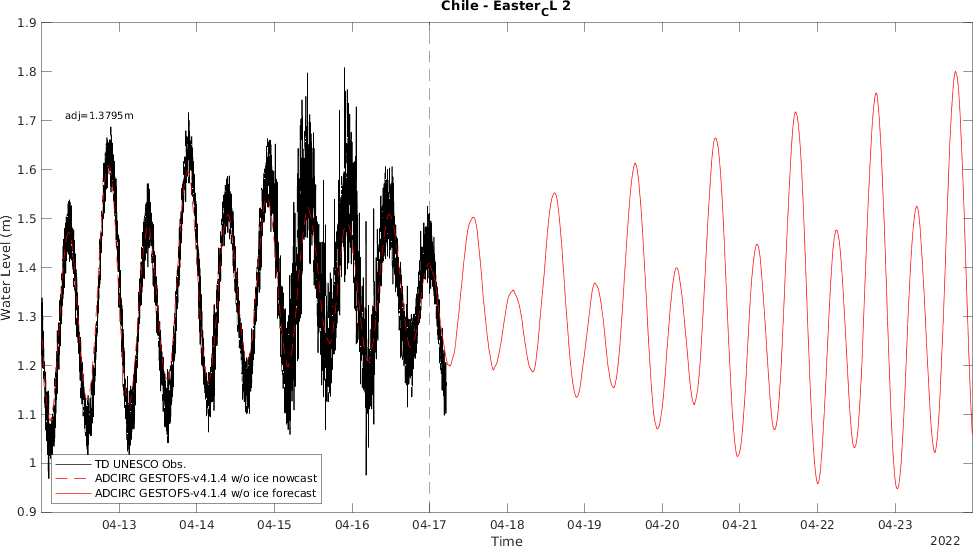 Chile - Easter_CL 2
1.9
1.8
1.7
1.6
1.5
1.4
1.3
1.2
1.1
1
0.9
Water Level (m)
adj=1.3795m
TD UNESCO Obs.
ADCIRC GESTOFS-v4.1.4 w/o ice nowcast
ADCIRC GESTOFS-v4.1.4 w/o ice forecast
04-13 04-14 04-15 04-16 04-17 04-18 04-19 04-20 04-21 04-22 04-23
Time
2022